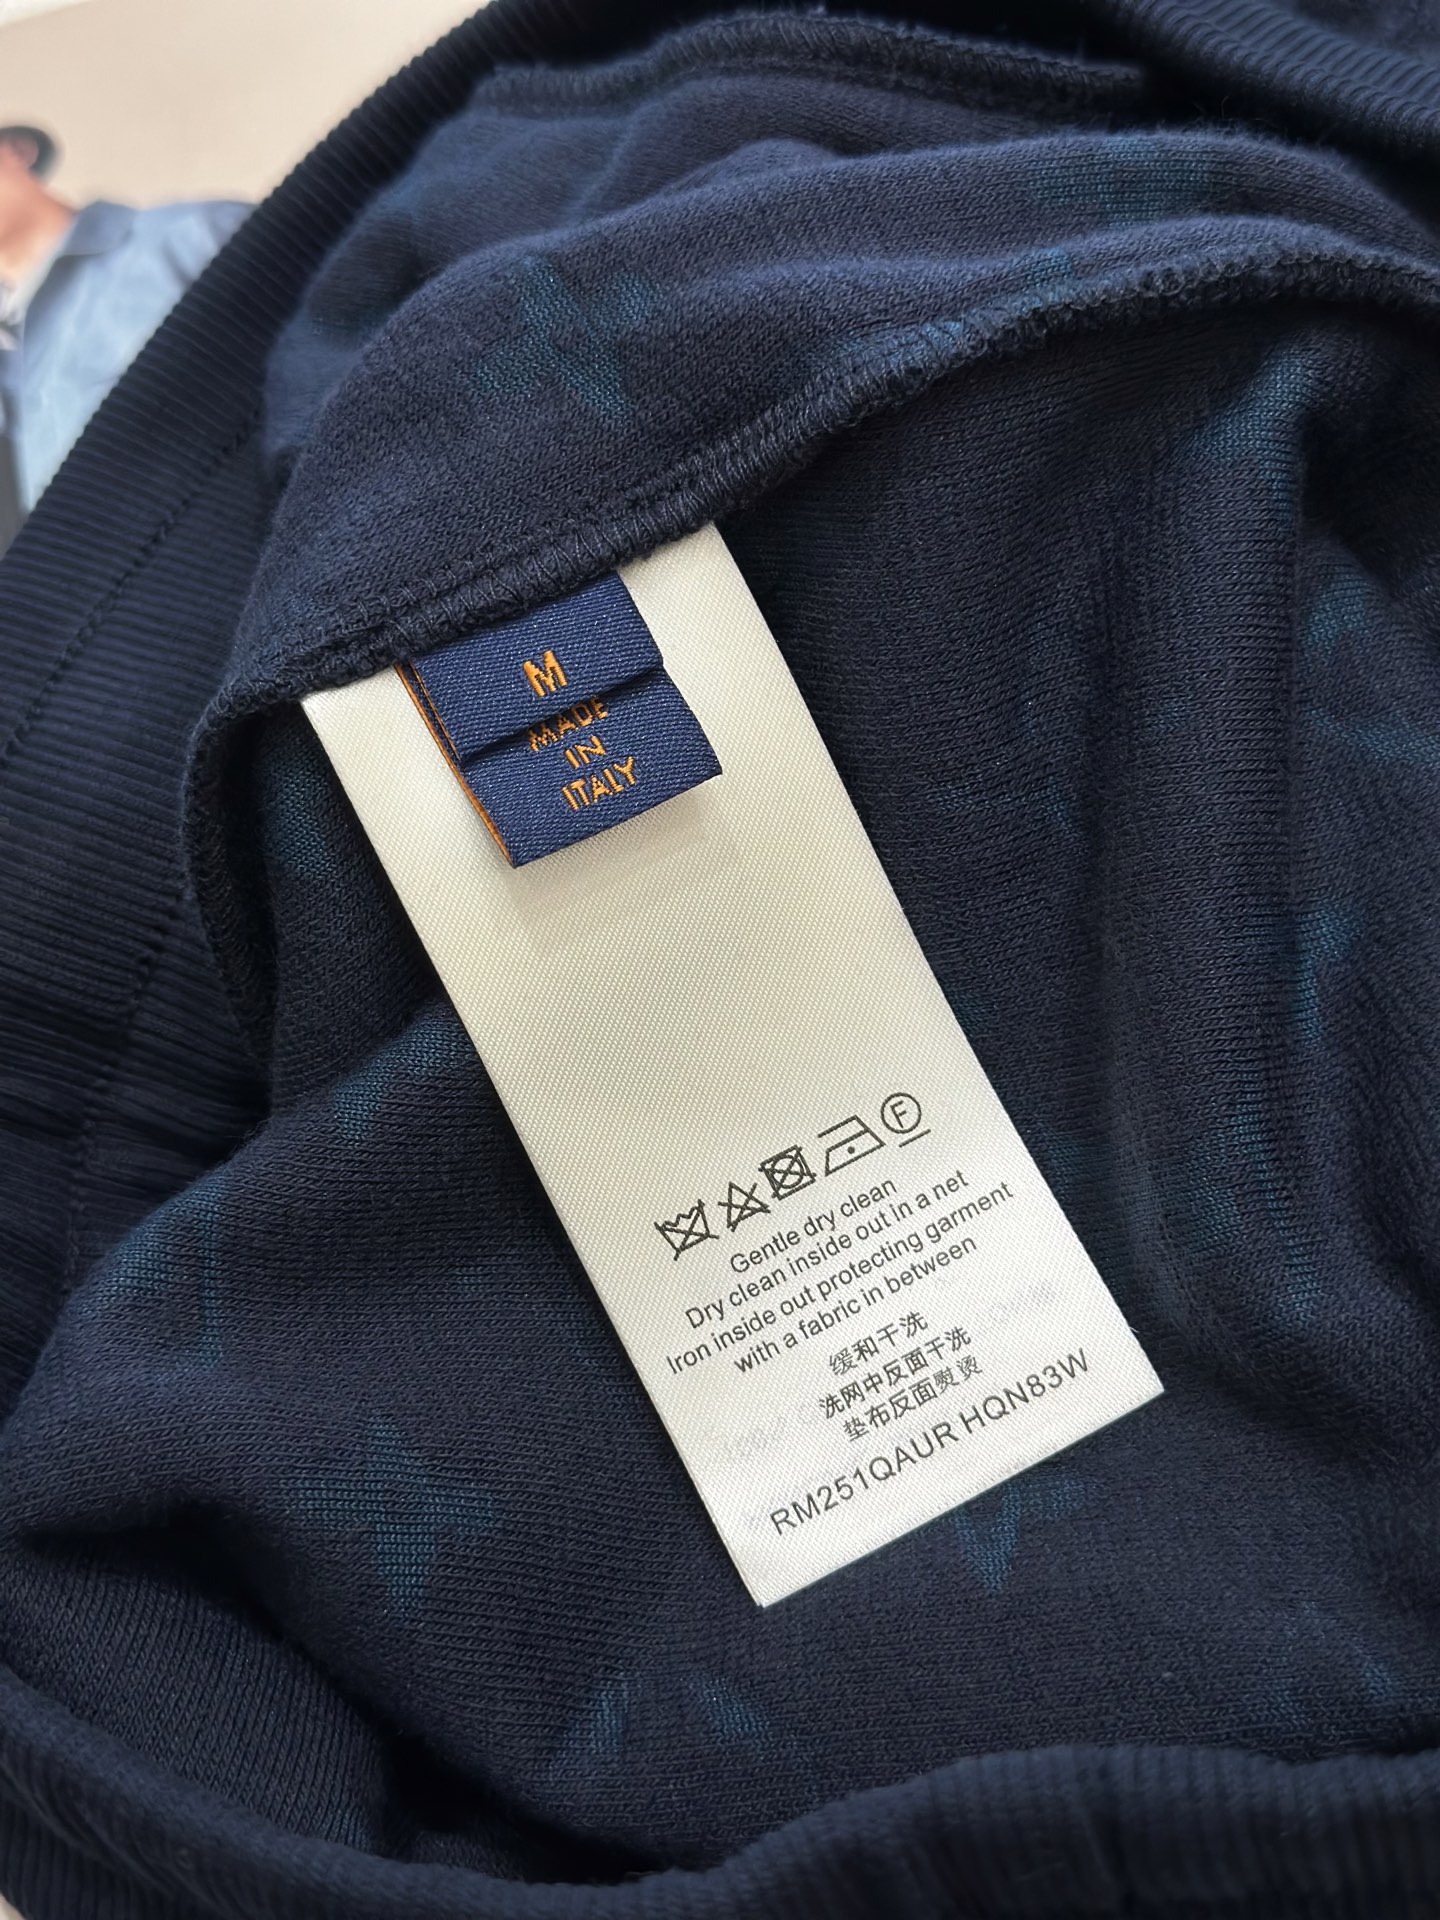 M
MADE
IN
ITALY
F
Gentle dry clean
Dry clean inside out in a net
Iron inside out protecting garment
with a fabric in between
缓和干洗
洗网中反面干洗
垫布反面熨烫
RM251QAUR HQN83W